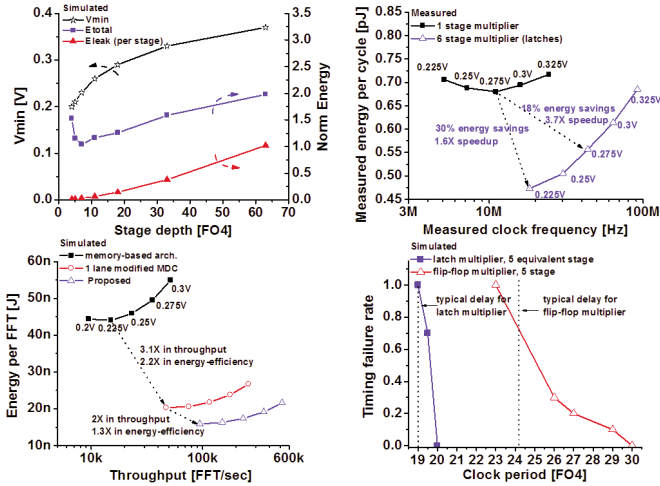 Simulated
Vmin
Etotal
Eleak (per stage)
0.4
0.3
0.2
0.1
0.0
Vmin [V]
3.5
3.0
2.5
2.0
1.5
1.0
0.5
0.0
Norm Energy
0 10 20 30 40 50 60 70
Stage depth [FO4]
Measured
1 stage multiplier
6 stage multiplier (latches)
0.80
0.75
0.70
0.65
0.60
0.55
0.50
0.45
Measured energy per cycle [pJ]
0.225V
0.25V
0.275V
0.3V
0.325V
18% energy savings
3.7X speedup
30% energy savings
1.6X speedup
0.325V
0.3V
0.275V
0.25V
0.225V
3M 10M 100M
Measured clock frequency [Hz]
Simulated
memory-based arch.
1 lane modified MDC
Proposed
60n
50n
40n
30n
20n
10n
Energy per FFT [J]
0.2V
0.225V
0.25V
0.275V
0.3V
3.1X in throughput
2.2X in energy-efficiency
2X in throughput
1.3X in energy-efficiency
10k 100k 600k
Throughput [FFT/sec]
Simulated
latch multiplier, 5 equivalent stage
flip-flop multiplier, 5 stage
1.0
0.8
0.6
0.4
0.2
0.0
Timing failure rate
typical delay for
latch multiplier
typical delay for
flip-flop multiplier
19 20 21 22 23 24 25 26 27 28 29 30
Clock period [FO4]